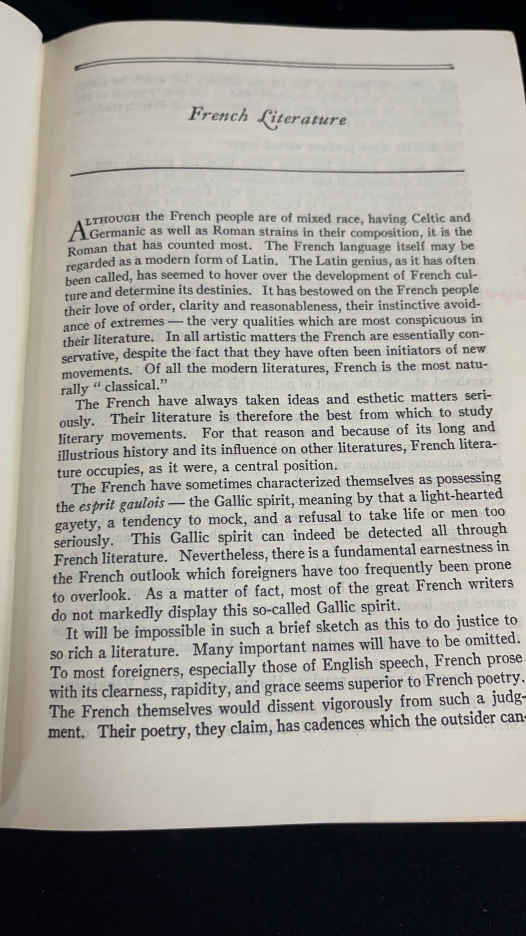 French Literature
ALTHOUGH the French people are of mixed race, having Celtic and
Germanic as well as Roman strains in their composition, it is the
Roman that has counted most. The French language itself may be
regarded as a modern form of Latin. The Latin genius, as it has often
been called, has seemed to hover over the development of French cul-
ture and determine its destinies. It has bestowed on the French people
their love of order, clarity and reasonableness, their instinctive avoid-
ance of extremes — the very qualities which are most conspicuous in
their literature. In all artistic matters the French are essentially con-
servative, despite the fact that they have often been initiators of new
movements. Of all the modern literatures, French is the most natu-
rally “ classical.”
The French have always taken ideas and esthetic matters seri-
ously. Their literature is therefore the best from which to study
literary movements. For that reason and because of its long and
illustrious history and its influence on other literatures, French litera-
ture occupies, as it were, a central position.
The French have sometimes characterized themselves as possessing
the esprit gaulois — the Gallic spirit, meaning by that a light-hearted
gayety, a tendency to mock, and a refusal to take life or men too
seriously. This Gallic spirit can indeed be detected all through
French literature. Nevertheless, there is a fundamental earnestness in
the French outlook which foreigners have too frequently been prone
to overlook. As a matter of fact, most of the great French writers
do not markedly display this so-called Gallic spirit.
It will be impossible in such a brief sketch as this to do justice to
so rich a literature. Many important names will have to be omitted.
To most foreigners, especially those of English speech, French prose
with its clearness, rapidity, and grace seems superior to French poetry.
The French themselves would dissent vigorously from such a judg-
ment. Their poetry, they claim, has cadences which the outsider can-